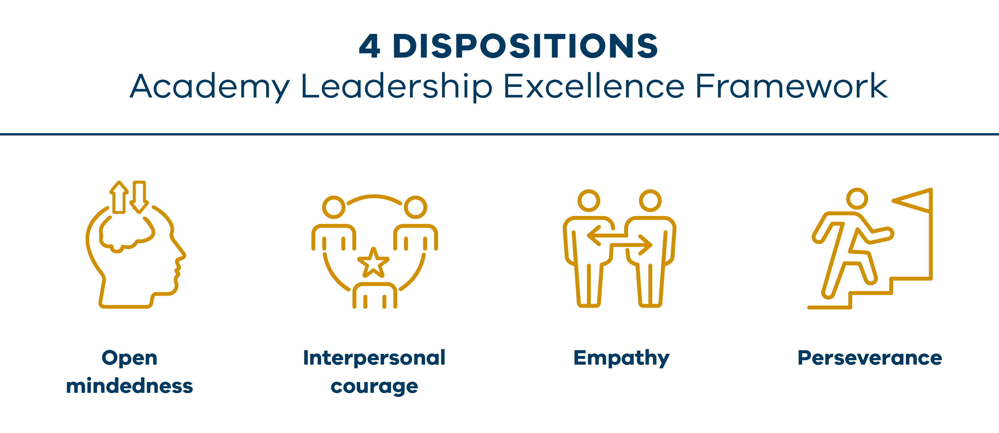 4 DISPOSITIONS
Academy Leadership Excellence Framework
Open
mindedness
Interpersonal
courage
Empathy
Perseverance